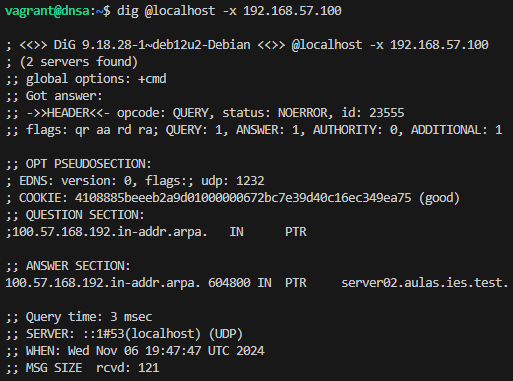 vagrant@dnsa:~$ dig @localhost -x 192.168.57.100
; <<>> DiG 9.18.28-1~deb12u2-Debian <<>> @localhost -x 192.168.57.100
; (2 servers found)
;; global options: +cmd
;; Got answer:
;; ->>HEADER<<- opcode: QUERY, status: NOERROR, id: 23555
;; flags: qr aa rd ra; QUERY: 1, ANSWER: 1, AUTHORITY: 0, ADDITIONAL: 1
;; OPT PSEUDOSECTION:
; EDNS: version: 0, flags:; udp: 1232
; COOKIE: 4108885beeeb2a9d01000000672bc7e39d40c16ec349ea75 (good)
;; QUESTION SECTION:
;100.57.168.192.in-addr.arpa. IN PTR
;; ANSWER SECTION:
100.57.168.192.in-addr.arpa. 604800 IN PTR server02.aulas.ies.test.
;; Query time: 3 msec
;; SERVER: ::1#53(localhost) (UDP)
;; WHEN: Wed Nov 06 19:47:47 UTC 2024
;; MSG SIZE rcvd: 121